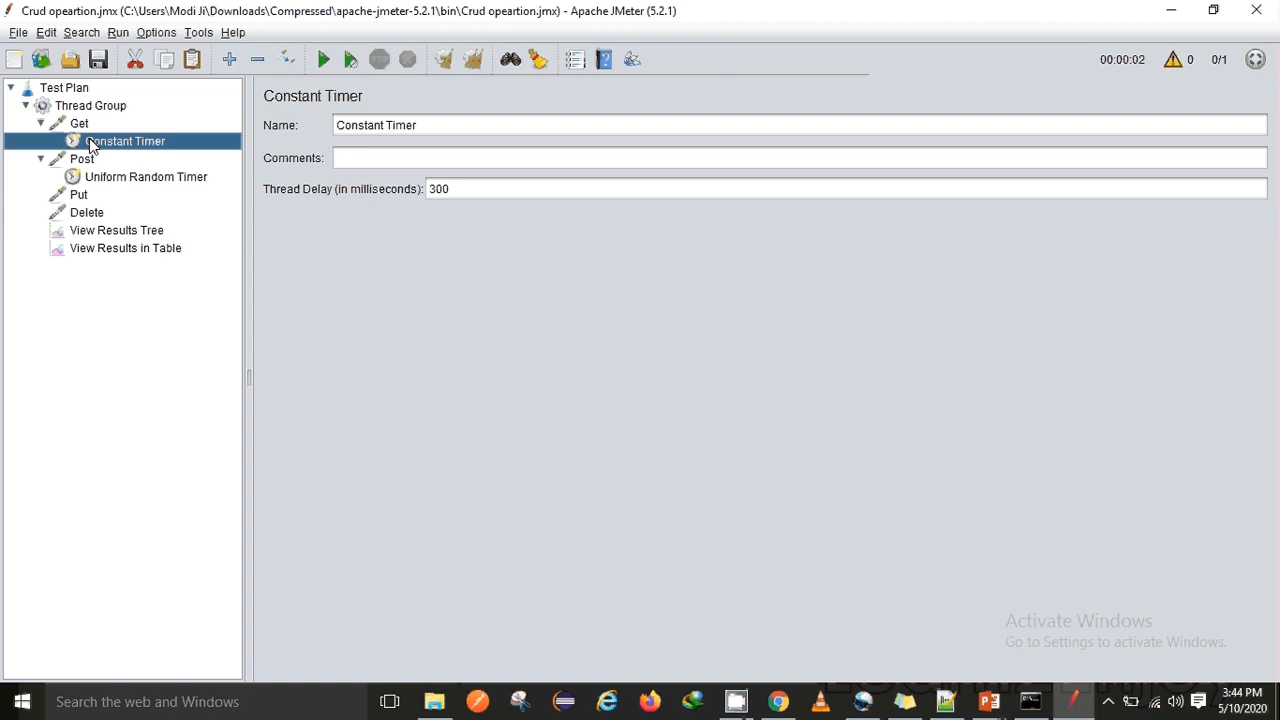 Crud opeartion.jmx (C:\Users\Modi Ji\Downloads\Compressed\apache-jmeter-5.2.1\bin\Crud opeartion.jmx) - Apache JMeter (5.2.1)
File Edit Search Run Options Tools Help
00:00:02 0 0/1
Test Plan
Thread Group
Get
Constant Timer
Post
Uniform Random Timer
Put
Delete
View Results Tree
View Results in Table
Constant Timer
Name: Constant Timer
Comments:
Thread Delay (in milliseconds): 300
Activate Windows
Go to Settings to activate Windows.
Search the web and Windows
3:44 PM
5/10/2020